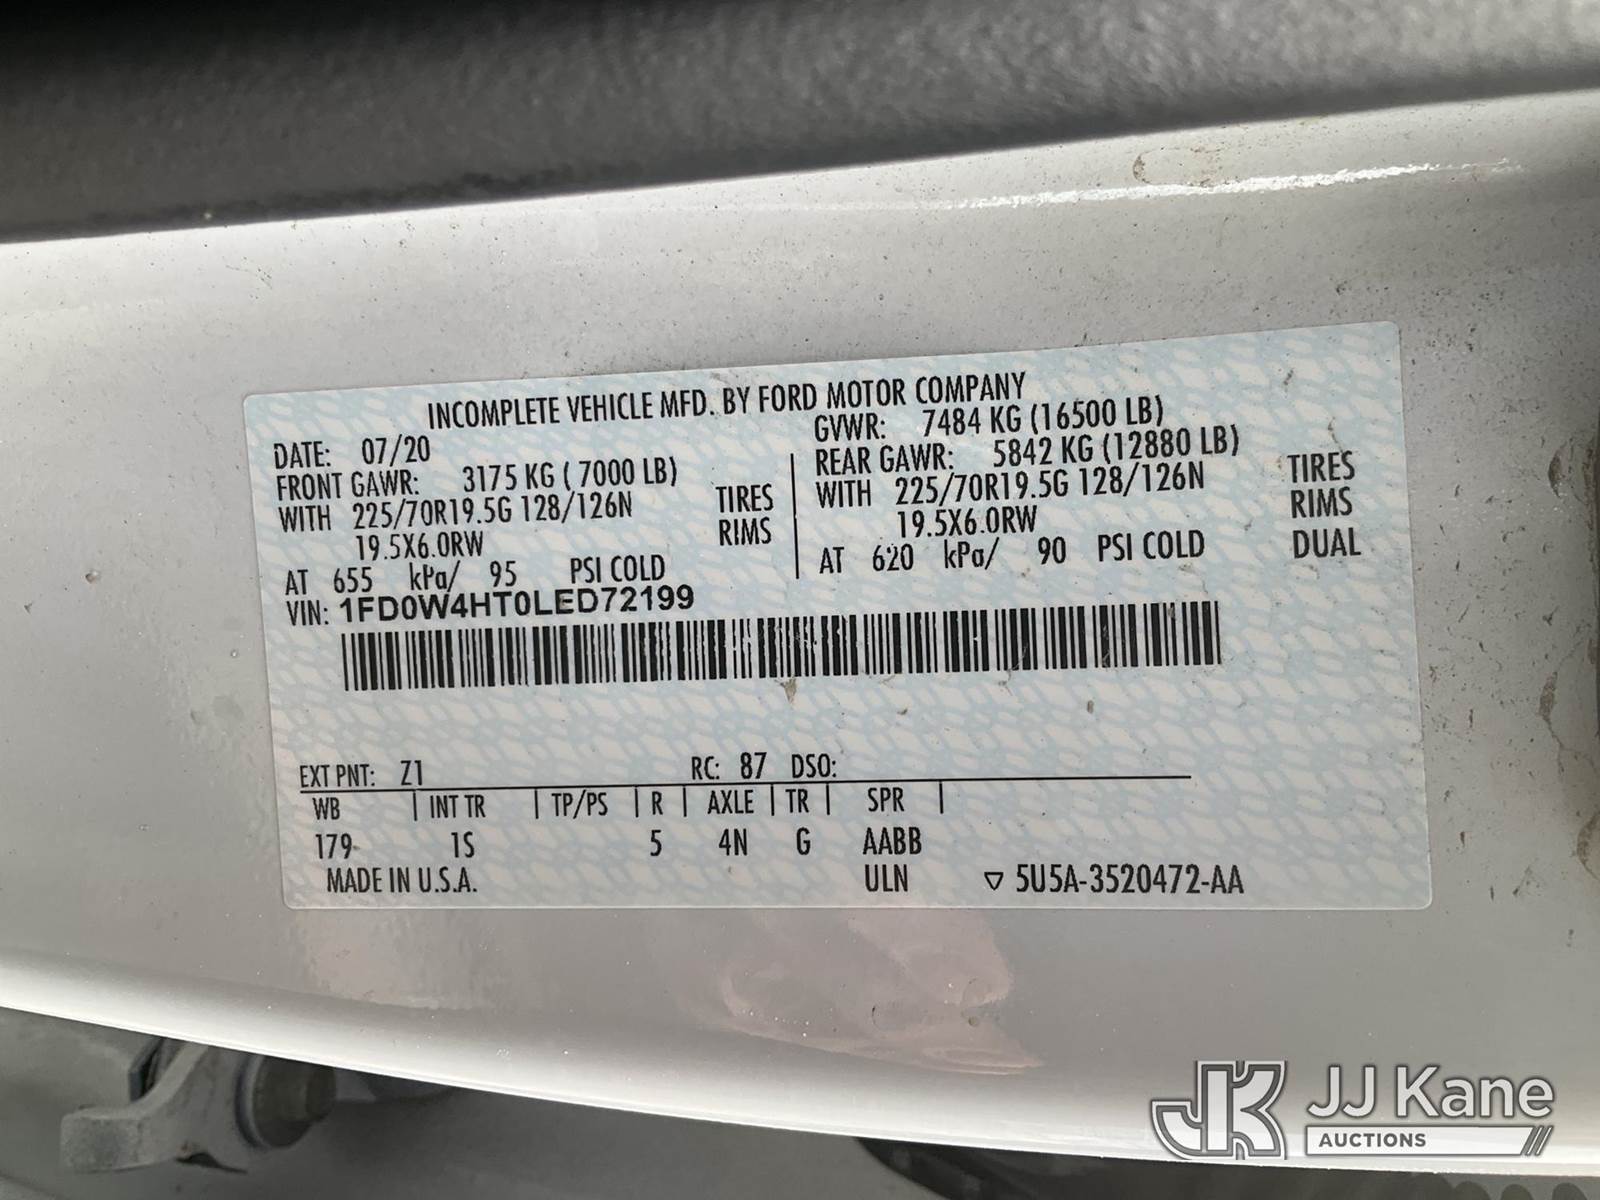 INCOMPLETE VEHICLE MFD. BY FORD MOTOR COMPANY
DATE: 07/20
GVWR: 7484 KG (16500 LB)
FRONT GAWR: 3175 KG ( 7000 LB)
REAR GAWR: 5842 KG (12880 LB)
WITH 225/70R19.5G 128/126N TIRES
19.5X6.0RW RIMS
AT 655 kPa/ 95 PSI COLD
WITH 225/70R19.5G 128/126N TIRES
19.5X6.0RW RIMS
AT 620 kPa/ 90 PSI COLD DUAL
VIN: 1FD0W4HT0LED72199
EXT PNT: Z1 RC: 87 DSO:
WB | INT TR | TP/PS | R | AXLE | TR | SPR |
179 1S 5 4N G AABB
MADE IN U.S.A. ULN ▽ 5U5A-3520472-AA
JK JJ Kane
AUCTIONS